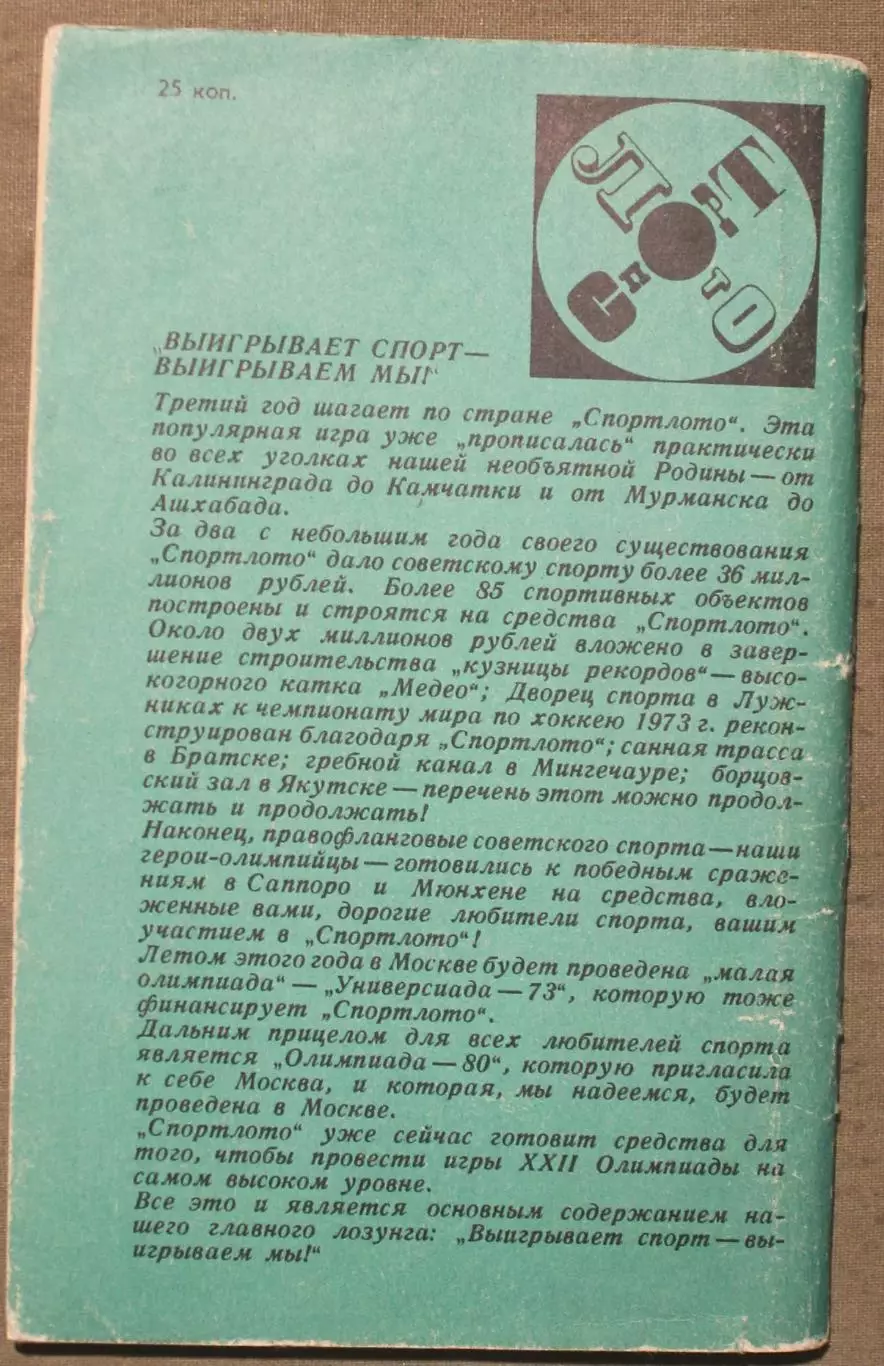 25 коп.
СПОРТ
ЛОТО
„ВЫИГРЫВАЕТ СПОРТ—
ВЫИГРЫВАЕМ МЫ!“
Третий год шагает по стране „Спортлото“. Эта
популярная игра уже „прописалась“ практически
во всех уголках нашей необъятной Родины—от
Калининграда до Камчатки и от Мурманска до
Ашхабада.
За два с небольшим года своего существования
„Спортлото“ дало советскому спорту более 36 мил-
лионов рублей. Более 85 спортивных объектов
построены и строятся на средства „Спортлото“.
Около двух миллионов рублей вложено в завер-
шение строительства „кузницы рекордов“—высо-
когорного катка „Медео“; Дворец спорта в Луж-
никах к чемпионату мира по хоккею 1973 г. рекон-
струирован благодаря „Спортлото“; санная трасса
в Братске; гребной канал в Мингечауре; борцов-
ский зал в Якутске—перечень этот можно продол-
жать и продолжать!
Наконец, правофланговые советского спорта—наши
герои-олимпийцы—готовились к победным сраже-
ниям в Саппоро и Мюнхене на средства, вло-
женные вами, дорогие любители спорта, вашим
участием в „Спортлото“!
Летом этого года в Москве будет проведена „малая
олимпиада“—„Универсиада—73“, которую тоже
финансирует „Спортлото“.
Дальним прицелом для всех любителей спорта
является „Олимпиада—80“, которую пригласила
к себе Москва, и которая, мы надеемся, будет
проведена в Москве.
„Спортлото“ уже сейчас готовит средства для
того, чтобы провести игры XXII Олимпиады на
самом высоком уровне.
Все это и является основным содержанием на-
шего главного лозунга: „Выигрывает спорт—вы-
игрываем мы!“